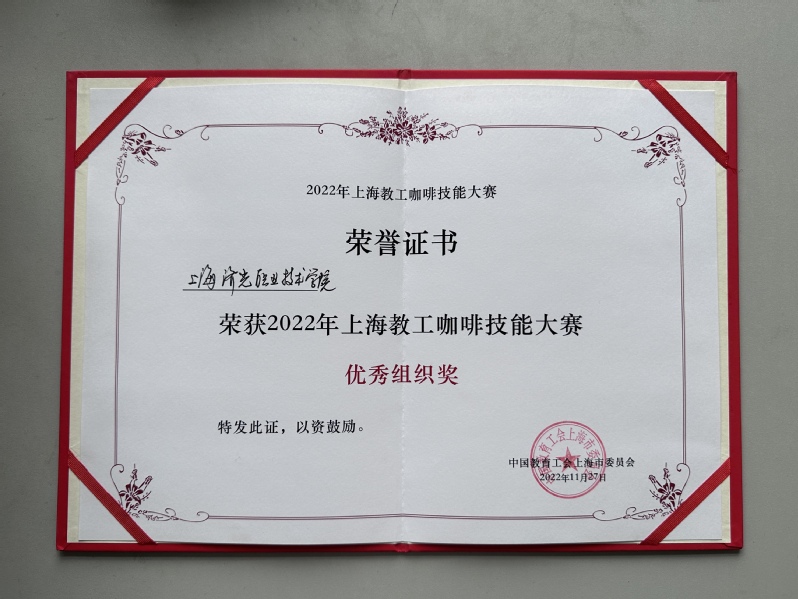 2022年上海教工咖啡技能大赛
荣誉证书
上海济光职业技术学院
荣获2022年上海教工咖啡技能大赛
优秀组织奖
特发此证，以资鼓励。
中国教育工会上海市委员会
2022年11月27日